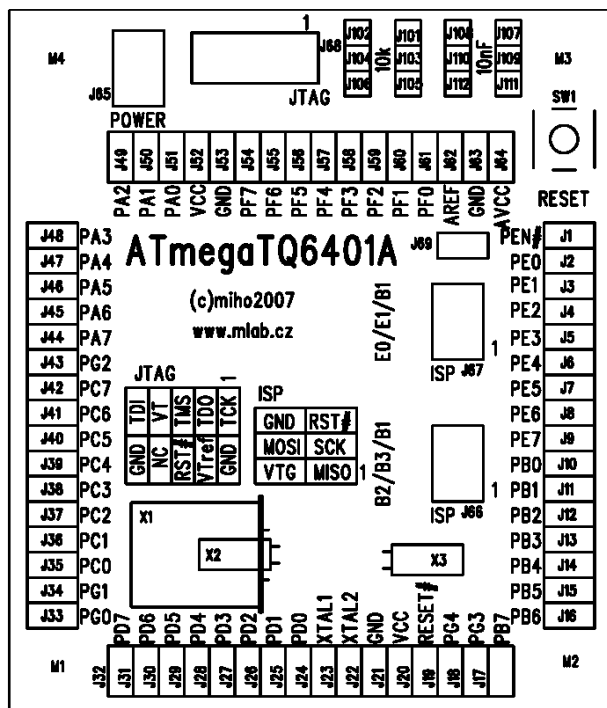 M4
J65
POWER
1
J68
JTAG
J102
J104
J106
10k
J101
J103
J105
J108
J110
J112
10nF
J107
J109
J111
M3
SW1
RESET
J49 J50 J51 J52 J53 J54 J55 J56 J57 J58 J59 J60 J61 J62 J63 J64
PA2 PA1 PA0 VCC GND PF7 PF6 PF5 PF4 PF3 PF2 PF1 PF0 AREF GND AVCC
J48 PA3
J47 PA4
J46 PA5
J45 PA6
J44 PA7
J43 PG2
J42 PC7
J41 PC6
J40 PC5
J39 PC4
J38 PC3
J37 PC2
J36 PC1
J35 PC0
J34 PG1
J33 PG0
ATmegaTQ6401A
(c)miho2007
www.mlab.cz
J69
E0/E1/B1
ISP J67 1
JTAG
TDI VT TMS TDO TCK 1
GND NC RST# VTref GND
ISP
GND RST#
MOSI SCK
VTG MISO 1
B2/B3/B1
ISP J66 1
X1
X2
X3
PEN# J1
PE0 J2
PE1 J3
PE2 J4
PE3 J5
PE4 J6
PE5 J7
PE6 J8
PE7 J9
PB0 J10
PB1 J11
PB2 J12
PB3 J13
PB4 J14
PB5 J15
PB6 J16
PD7 PD6 PD5 PD4 PD3 PD2 PD1 PD0 XTAL1 XTAL2 GND VCC RESET# PG4 PG3 PB7
J32 J31 J30 J29 J28 J27 J26 J25 J24 J23 J22 J21 J20 J19 J18 J17
M1
M2